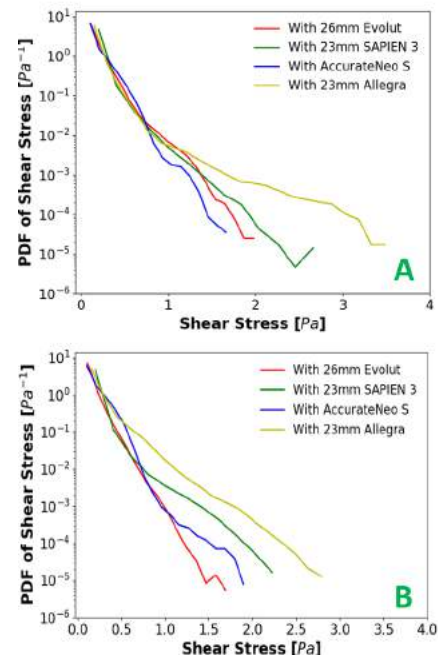 10¹
10⁰
10⁻¹
10⁻²
10⁻³
10⁻⁴
10⁻⁵
10⁻⁶
PDF of Shear Stress [Pa⁻¹]
With 26mm Evolut
With 23mm SAPIEN 3
With AccurateNeo S
With 23mm Allegra
A
0 1 2 3 4
Shear Stress [Pa]
10¹
10⁰
10⁻¹
10⁻²
10⁻³
10⁻⁴
10⁻⁵
10⁻⁶
PDF of Shear Stress [Pa⁻¹]
With 26mm Evolut
With 23mm SAPIEN 3
With AccurateNeo S
With 23mm Allegra
B
0.0 0.5 1.0 1.5 2.0 2.5 3.0 3.5 4.0
Shear Stress [Pa]